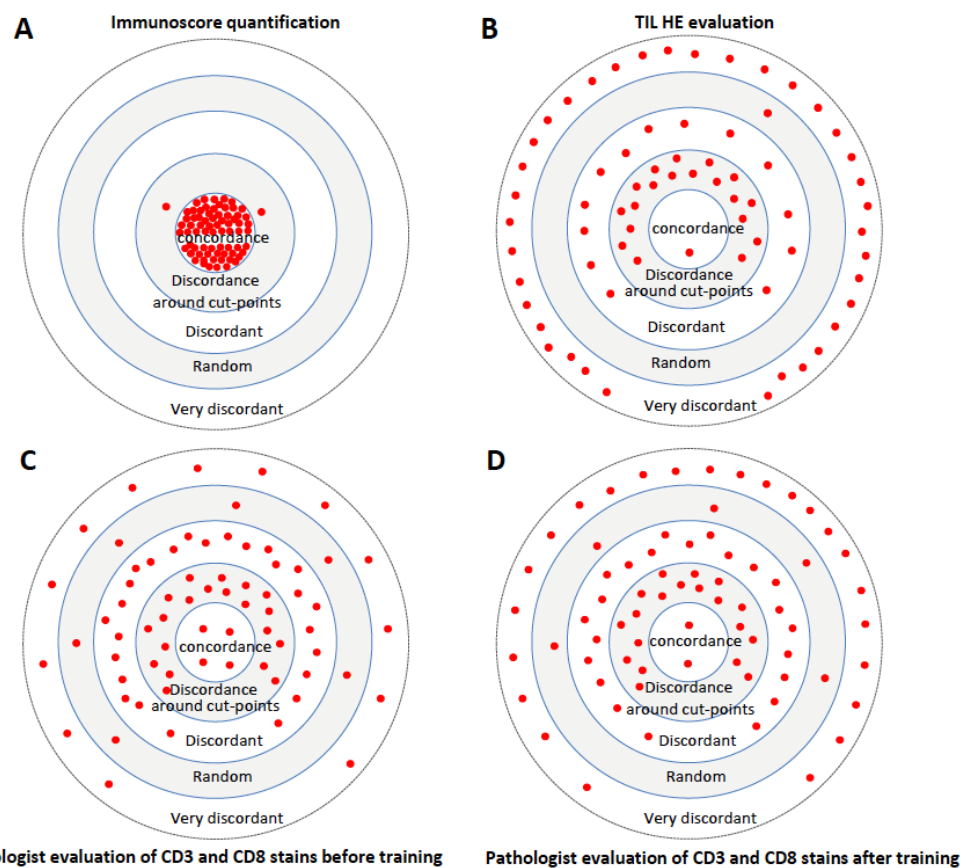 A
Immunoscore quantification
concordance
Discordance
around cut-points
Discordant
Random
Very discordant
B
TIL HE evaluation
concordance
Discordance
around cut-points
Discordant
Random
Very discordant
C
concordance
Discordance
around cut-points
Discordant
Random
Very discordant
ologist evaluation of CD3 and CD8 stains before training
D
concordance
Discordance
around cut-points
Discordant
Random
Very discordant
Pathologist evaluation of CD3 and CD8 stains after training